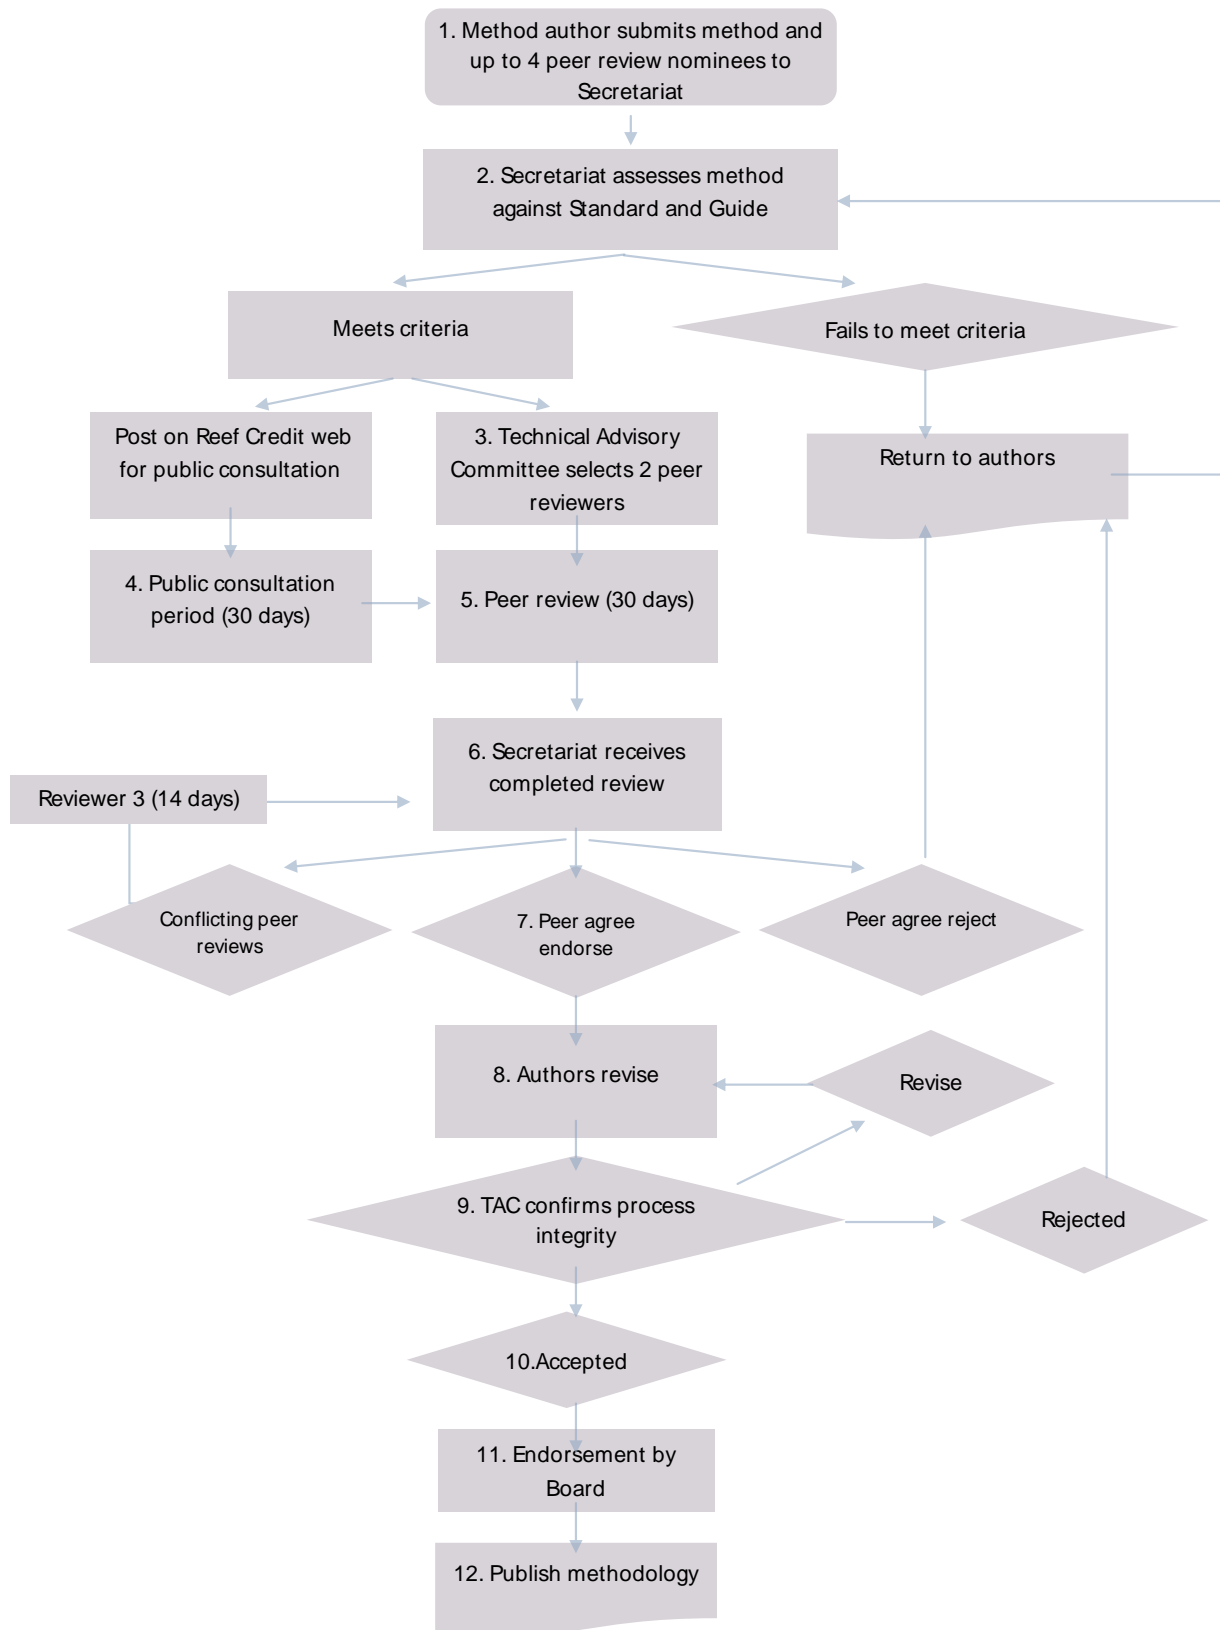 1. Method author submits method and
up to 4 peer review nominees to
Secretariat
2. Secretariat assesses method
against Standard and Guide
Meets criteria
Fails to meet criteria
Post on Reef Credit web
for public consultation
3. Technical Advisory
Committee selects 2 peer
reviewers
Return to authors
4. Public consultation
period (30 days)
5. Peer review (30 days)
6. Secretariat receives
completed review
Reviewer 3 (14 days)
Conflicting peer
reviews
7. Peer agree
endorse
Peer agree reject
8. Authors revise
Revise
9. TAC confirms process
integrity
Rejected
10.Accepted
11. Endorsement by
Board
12. Publish methodology